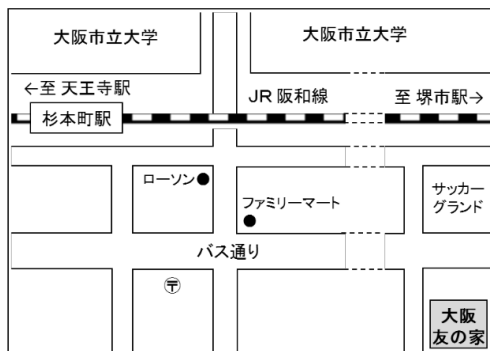 大阪市立大学
大阪市立大学
←至 天王寺駅
JR 阪和線
至 堺市駅→
杉本町駅
ローソン
ファミリーマート
サッカー
グランド
バス通り
〒
大阪
友の家